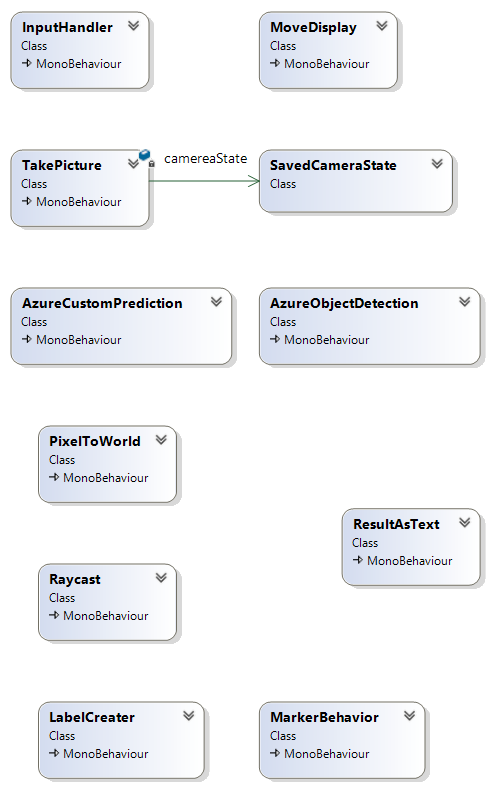 InputHandler
Class
MonoBehaviour
MoveDisplay
Class
MonoBehaviour
TakePicture
Class
MonoBehaviour
camereaState
SavedCameraState
Class
AzureCustomPrediction
Class
MonoBehaviour
AzureObjectDetection
Class
MonoBehaviour
PixelToWorld
Class
MonoBehaviour
ResultAsText
Class
MonoBehaviour
Raycast
Class
MonoBehaviour
LabelCreater
Class
MonoBehaviour
MarkerBehavior
Class
MonoBehaviour